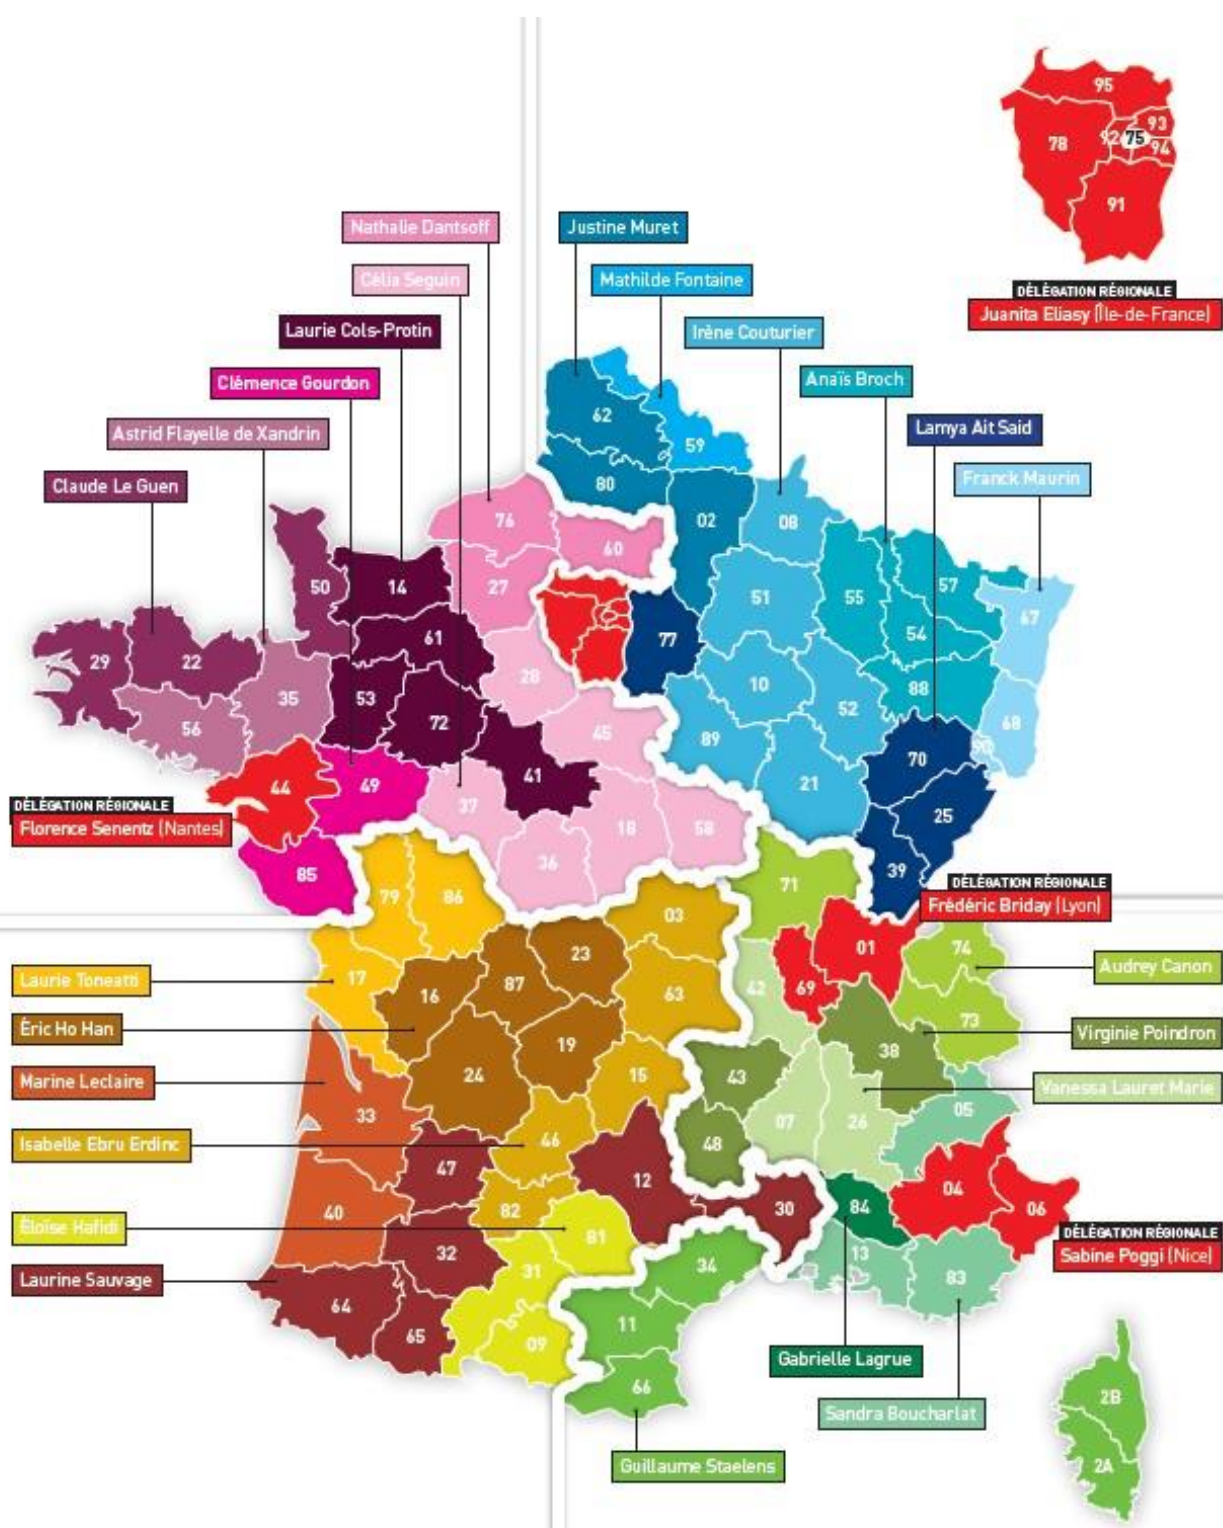 95
93
92
75
94
78
91
DÉLÉGATION RÉGIONALE
Juanita Eliasy (Île-de-France)
Nathalie Dantsoff
Justine Muret
Célia Seguin
Mathilde Fontaine
Laurie Cols-Protin
Irène Couturier
Clémence Gourdon
Anaïs Broch
Astrid Flayelle de Xandrin
Lamya Ait Said
Claude Le Guen
Franck Maurin
62
59
80
76
02
08
60
50
14
27
51
55
57
67
61
77
54
29
22
28
10
88
35
53
72
52
68
56
45
89
90
41
70
44
49
37
21
25
DÉLÉGATION RÉGIONALE
Florence Senentz (Nantes)
18
58
36
39
85
71
79
86
DÉLÉGATION RÉGIONALE
Frédéric Briday (Lyon)
03
23
01
74
Audrey Canon
Laurie Toneatti
17
87
16
63
42
69
73
Éric Ho Han
Virginie Poindron
19
38
24
15
43
Marine Leclaire
Vanessa Lauret Marie
33
05
07
26
Isabelle Ebru Erdinc
46
48
47
12
04
40
82
30
84
06
Éloïse Hafidi
81
DÉLÉGATION RÉGIONALE
Sabine Poggi (Nice)
32
13
Laurine Sauvage
31
34
83
64
11
65
09
Gabrielle Lagrue
66
2B
Sandra Boucharlat
Guillaume Staelens
2A